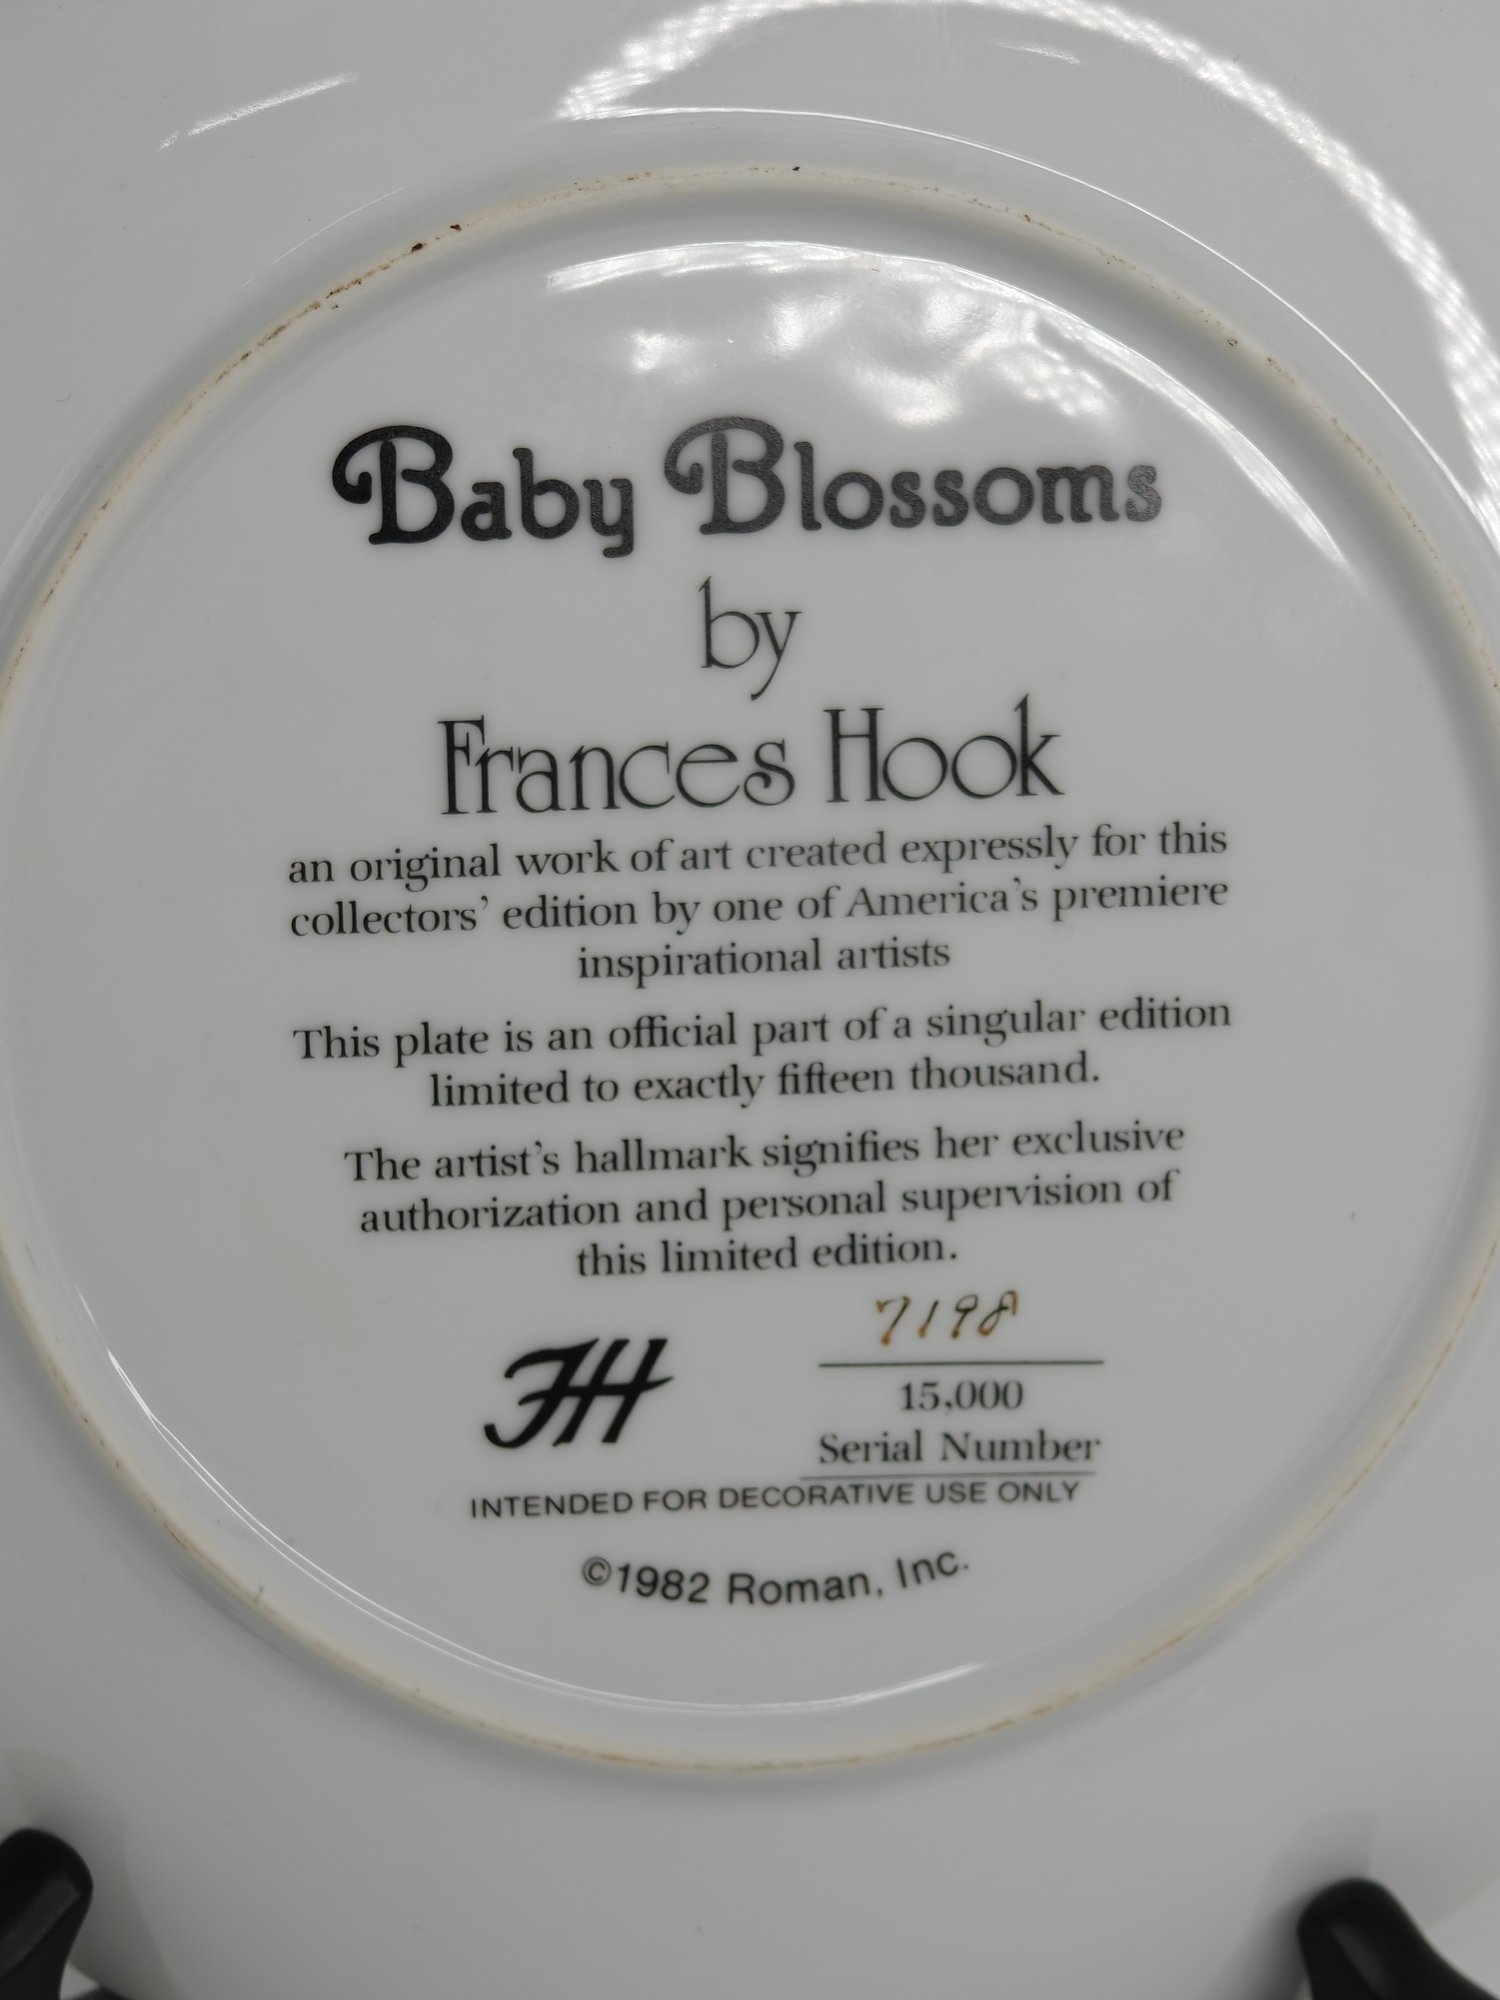 Baby Blossoms
by
Frances Hook
an original work of art created expressly for this
collectors' edition by one of America's premiere
inspirational artists
This plate is an official part of a singular edition
limited to exactly fifteen thousand.
The artist's hallmark signifies her exclusive
authorization and personal supervision of
this limited edition.
FH
7198
15,000
Serial Number
INTENDED FOR DECORATIVE USE ONLY
©1982 Roman, Inc.